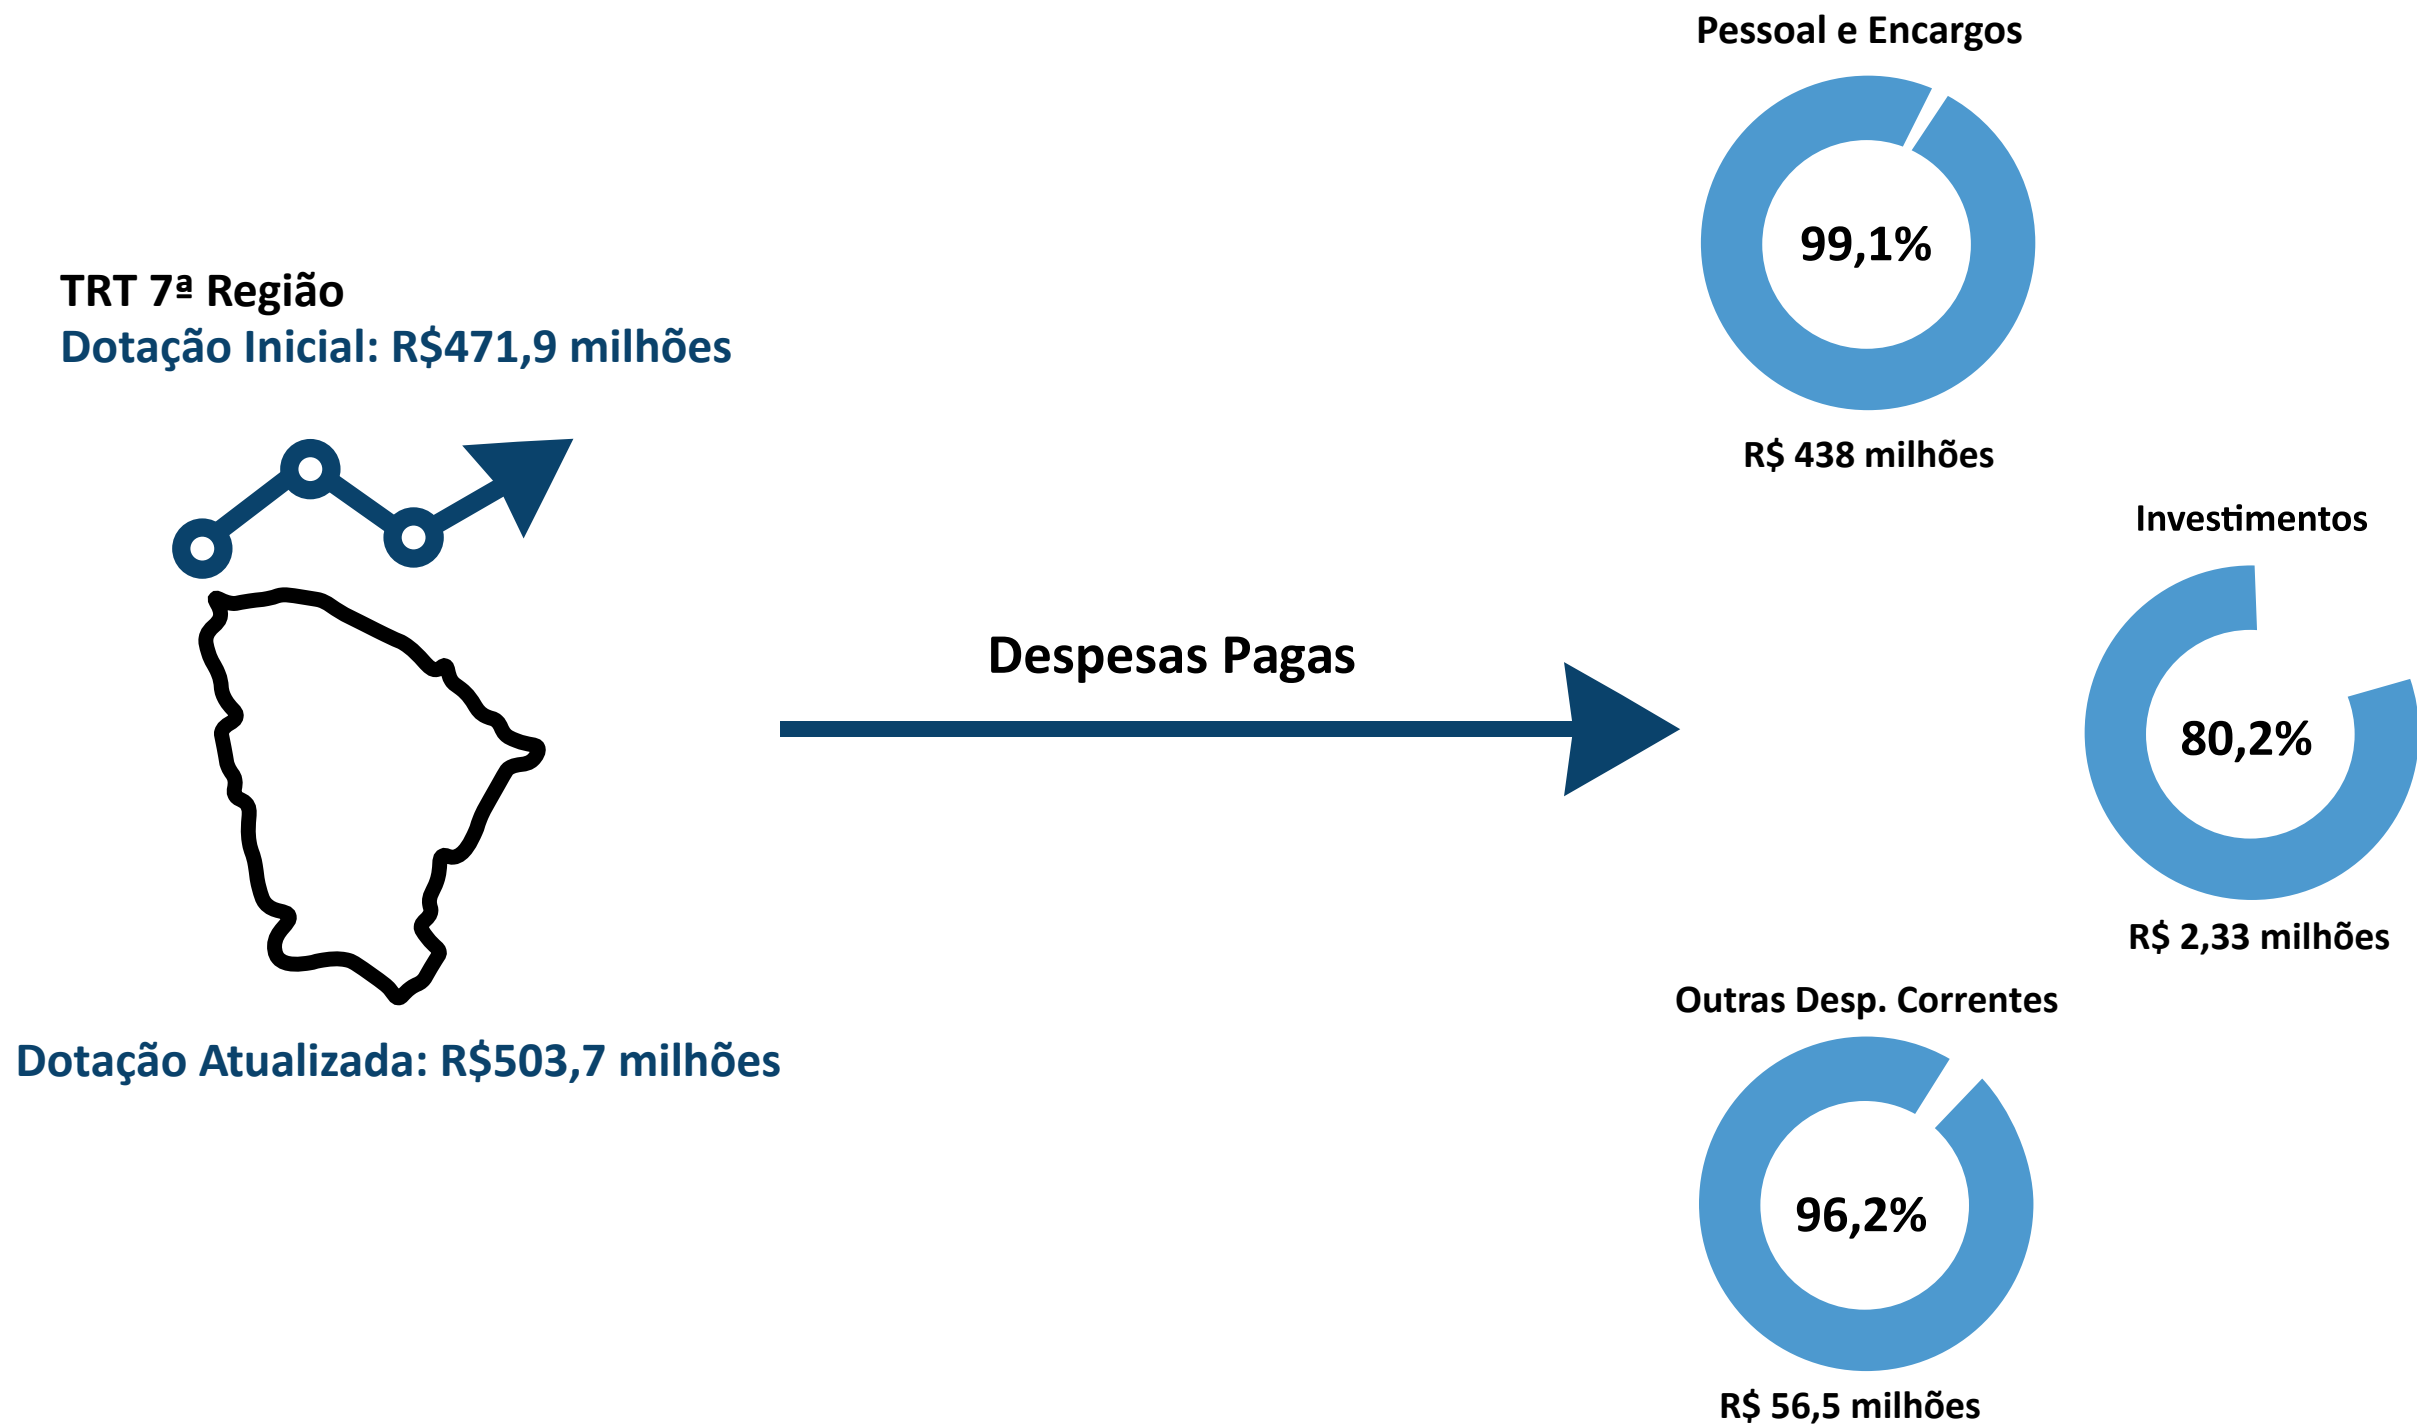 TRT 7ª Região
Dotação Inicial: R$471,9 milhões
Dotação Atualizada: R$503,7 milhões
Despesas Pagas
Pessoal e Encargos
99,1%
R$ 438 milhões
Investimentos
80,2%
R$ 2,33 milhões
Outras Desp. Correntes
96,2%
R$ 56,5 milhões